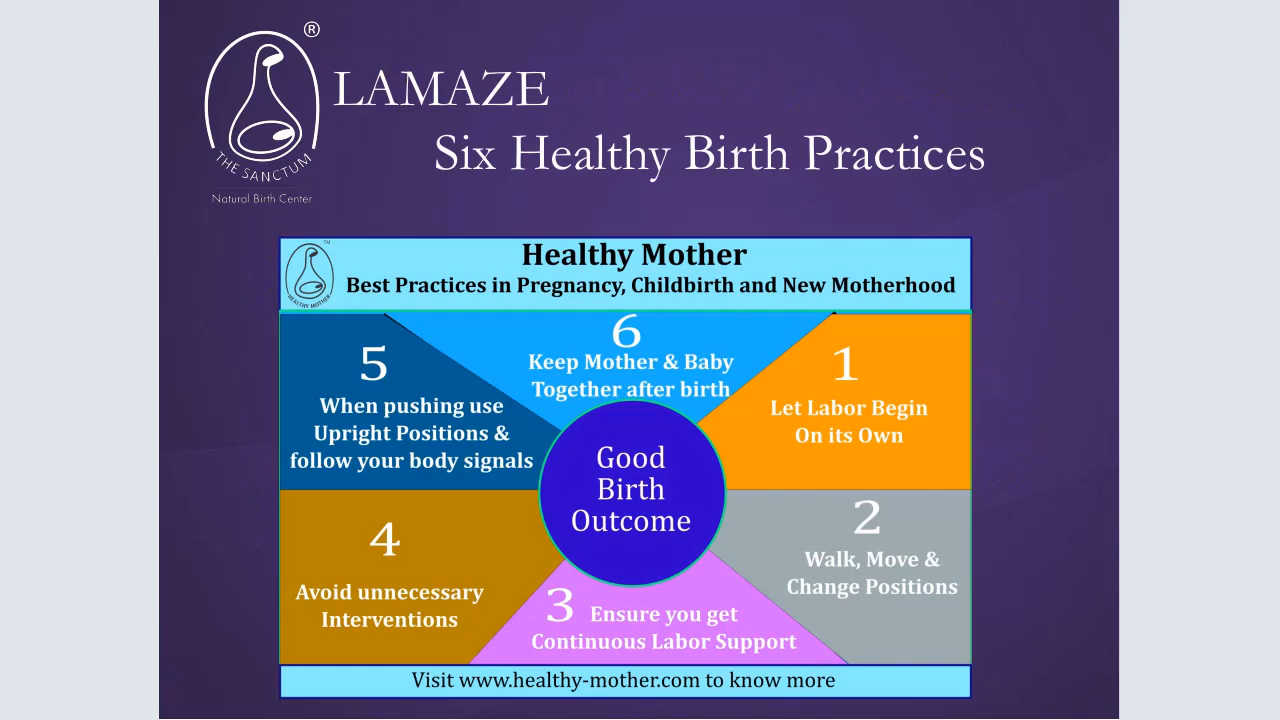 ®
LAMAZE
Six Healthy Birth Practices
THE SANCTUM
Natural Birth Center
TM
HEALTHY MOTHER
Healthy Mother
Best Practices in Pregnancy, Childbirth and New Motherhood
6
Keep Mother & Baby
Together after birth
5
When pushing use
Upright Positions &
follow your body signals
1
Let Labor Begin
On its Own
Good
Birth
Outcome
4
Avoid unnecessary
Interventions
2
Walk, Move &
Change Positions
3 Ensure you get
Continuous Labor Support
Visit www.healthy-mother.com to know more